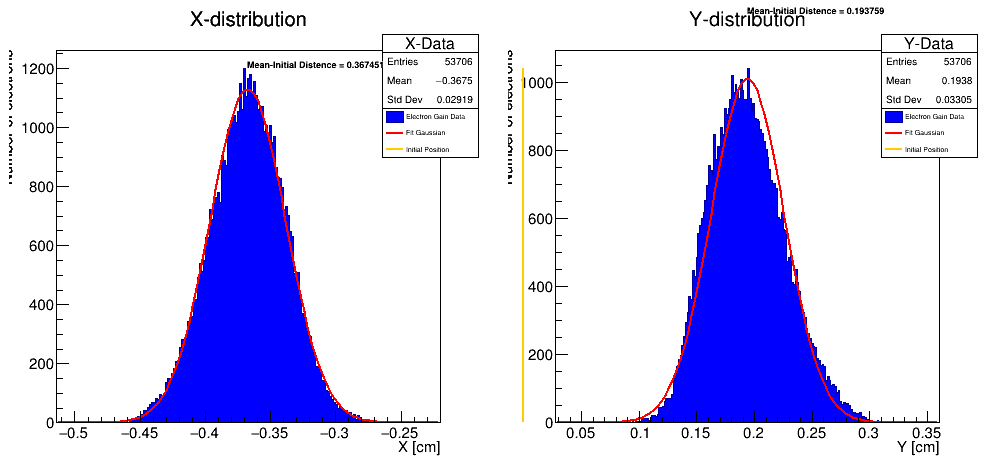 X-distribution
Mean-Initial Distence = 0.367451
X-Data
Entries 53706
Mean −0.3675
Std Dev 0.02919
Electron Gain Data
Fit Gaussian
Initial Position
1200
1000
800
600
400
200
0
−0.5 −0.45 −0.4 −0.35 −0.3 −0.25
X [cm]
Mean-Initial Distence = 0.193759
Y-distribution
Y-Data
Entries 53706
Mean 0.1938
Std Dev 0.03305
Electron Gain Data
Fit Gaussian
Initial Position
1000
800
600
400
200
0
0.05 0.1 0.15 0.2 0.25 0.3 0.35
Y [cm]